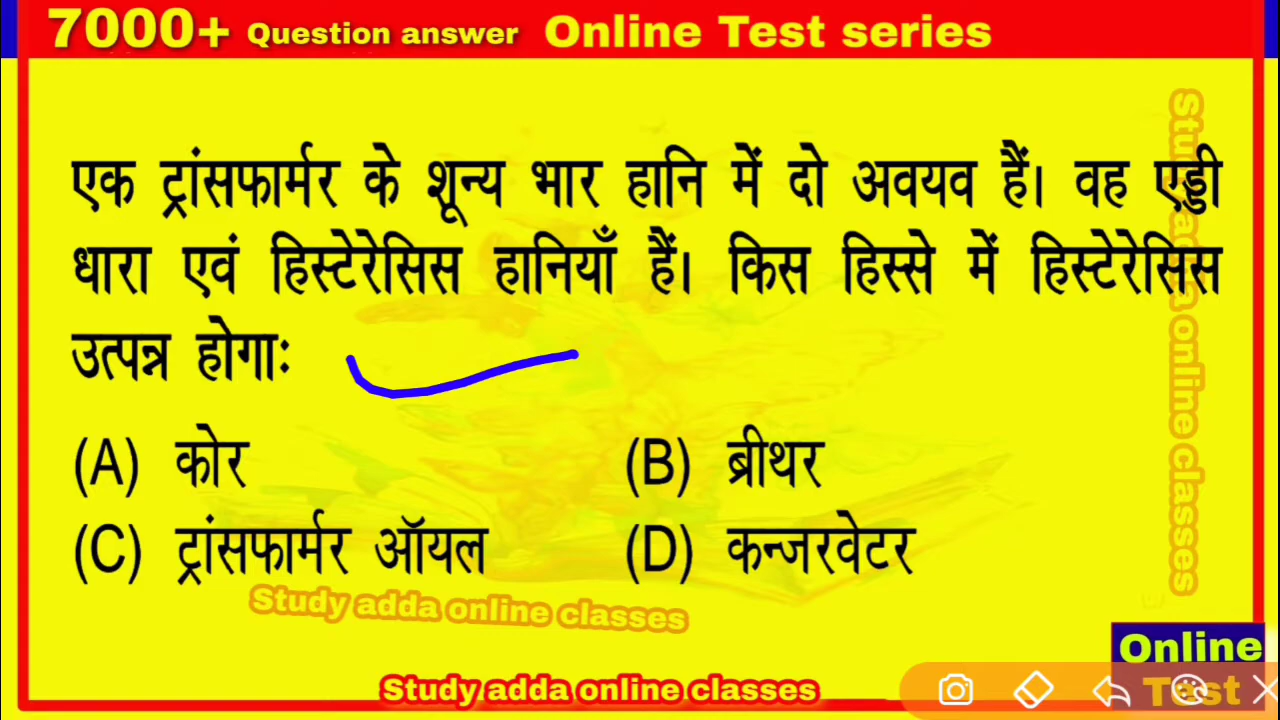 7000+ Question answer Online Test series
एक ट्रांसफार्मर के शून्य भार हानि में दो अवयव हैं। वह एड्डी
धारा एवं हिस्टेरेसिस हानियाँ हैं। किस हिस्से में हिस्टेरेसिस
उत्पन्न होगाः
(A) कोर (B) ब्रीथर
(C) ट्रांसफार्मर ऑयल (D) कन्जरवेटर
Study adda online classes
Study adda online classes
Online
Test
Study adda online classes